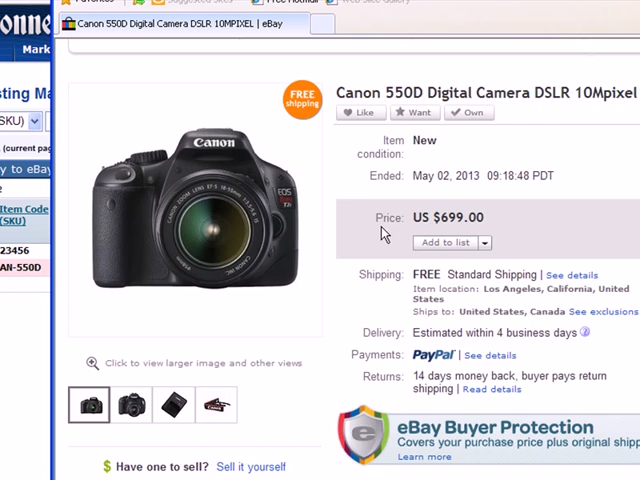 Favorites
Suggested Sites
Free Hotmail
Web Slice Gallery
Canon 550D Digital Camera DSLR 10MPIXEL | eBay
onne
Mark
sting Ma
SKU)
(current pag
y to eBay
2
Item Code
(SKU)
23456
AN-550D
FREE
shipping
Canon
EOS
Canon 550D Digital Camera DSLR 10Mpixel
Like
Want
Own
Item condition: New
Ended: May 02, 2013 09:18:48 PDT
Price: US $699.00
Add to list
Shipping: FREE Standard Shipping | See details
Item location: Los Angeles, California, United
States
Ships to: United States, Canada See exclusions
Delivery: Estimated within 4 business days
Payments: PayPal | See details
Returns: 14 days money back, buyer pays return
shipping | Read details
Click to view larger image and other views
eBay Buyer Protection
Covers your purchase price plus original shipp
Learn more
$ Have one to sell? Sell it yourself